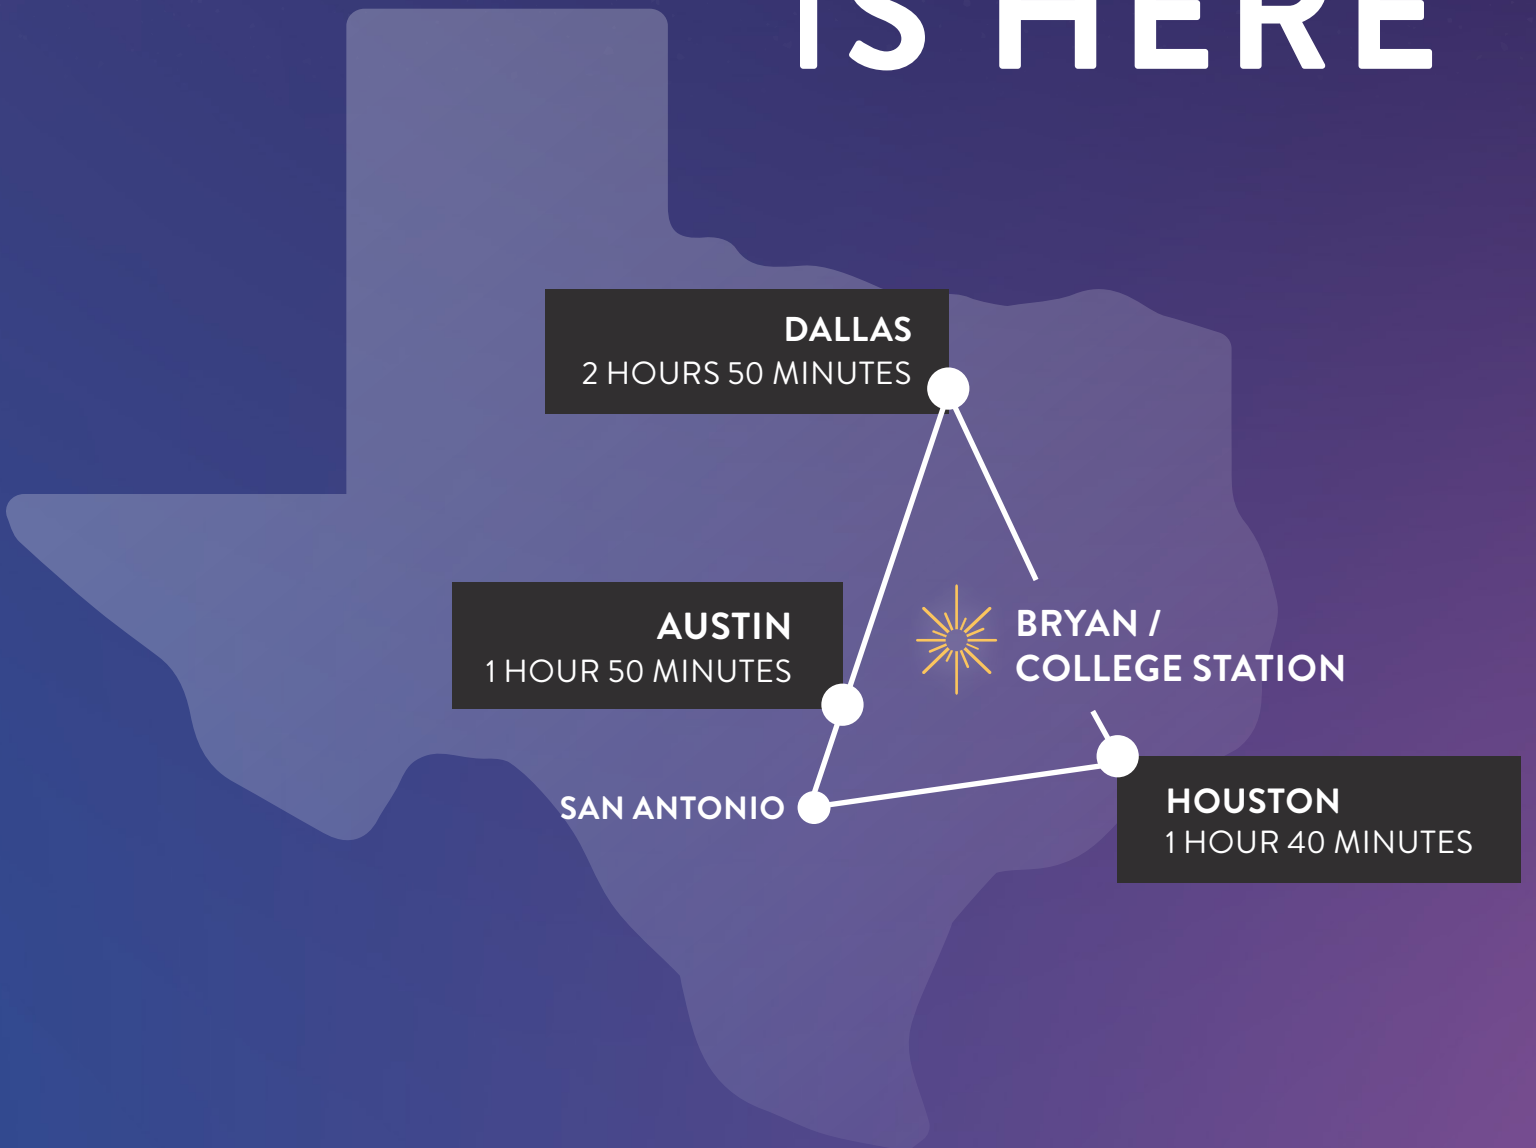 IS HERE
DALLAS
2 HOURS 50 MINUTES
AUSTIN
1 HOUR 50 MINUTES
BRYAN /
COLLEGE STATION
SAN ANTONIO
HOUSTON
1 HOUR 40 MINUTES